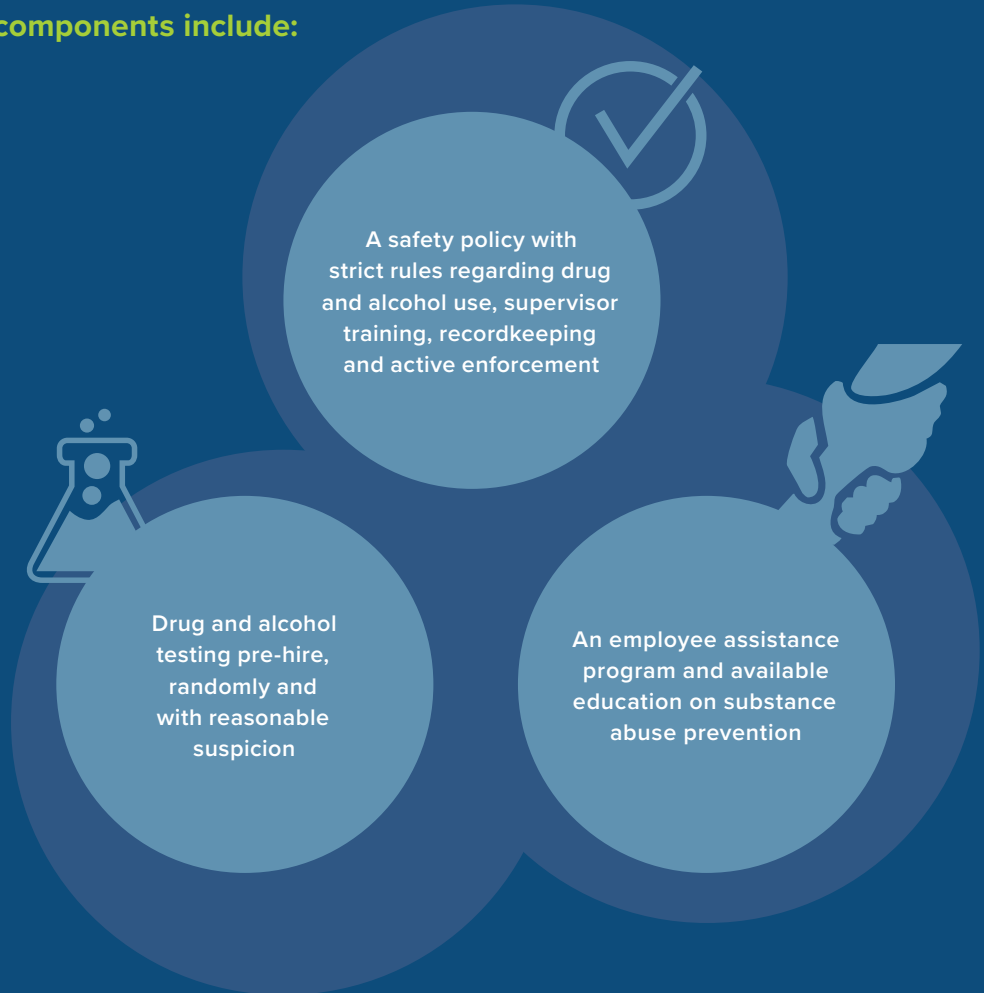 components include:
A safety policy with
strict rules regarding drug
and alcohol use, supervisor
training, recordkeeping
and active enforcement
Drug and alcohol
testing pre-hire,
randomly and
with reasonable
suspicion
An employee assistance
program and available
education on substance
abuse prevention